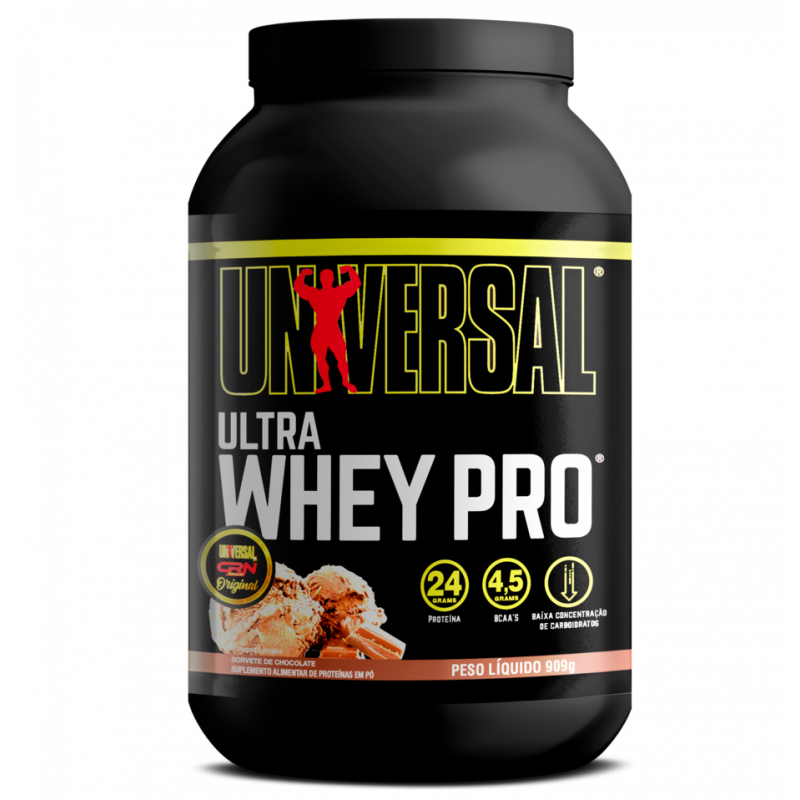 UNIVERSAL®
ULTRA
WHEY PRO®
UNIVERSAL
CBN
Original
24
GRAMS
PROTEÍNA
4,5
GRAMS
BCAA'S
BAÍXA CONCENTRAÇÃO
DE CARBOIDRATOS
SORVETE DE CHOCOLATE
SUPLEMENTO ALIMENTAR DE PROTEÍNAS EM PÓ
PESO LÍQUIDO 909g